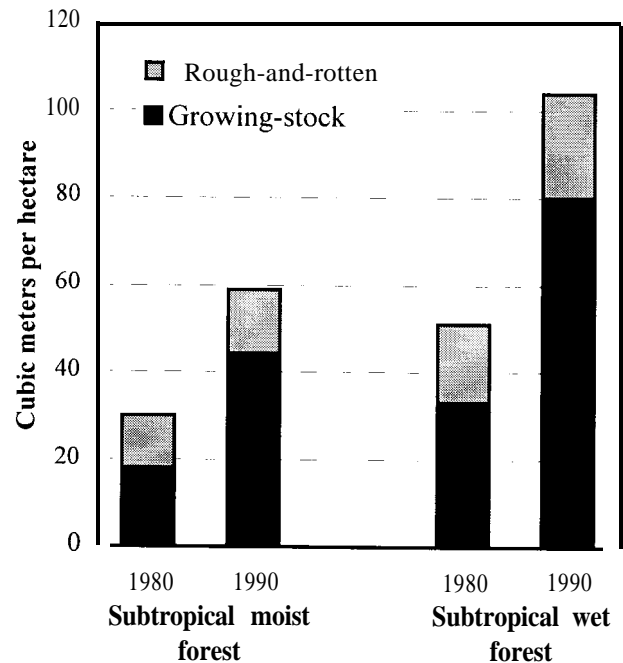 120
100
80
60
40
20
0
Cubic meters per hectare
Rough-and-rotten
Growing-stock
1980 1990 1980 1990
Subtropical moist forest
Subtropical wet forest